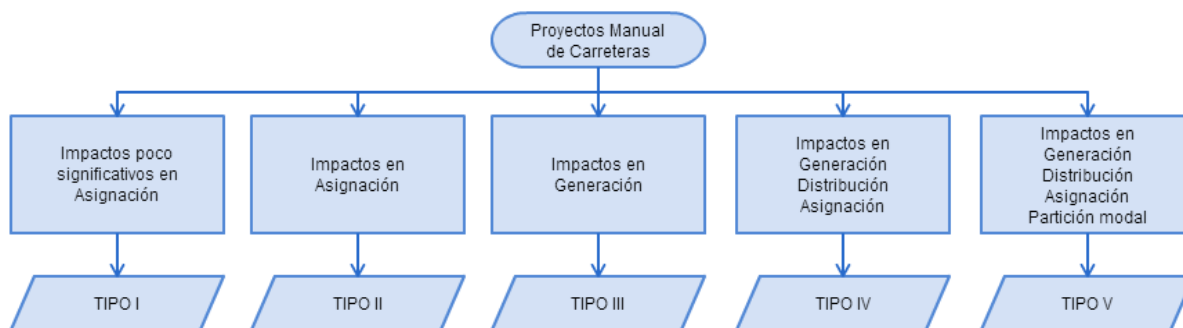 Proyectos Manual
de Carreteras
Impactos poco
significativos en
Asignación
Impactos en
Asignación
Impactos en
Generación
Impactos en
Generación
Distribución
Asignación
Impactos en
Generación
Distribución
Asignación
Partición modal
TIPO I
TIPO II
TIPO III
TIPO IV
TIPO V